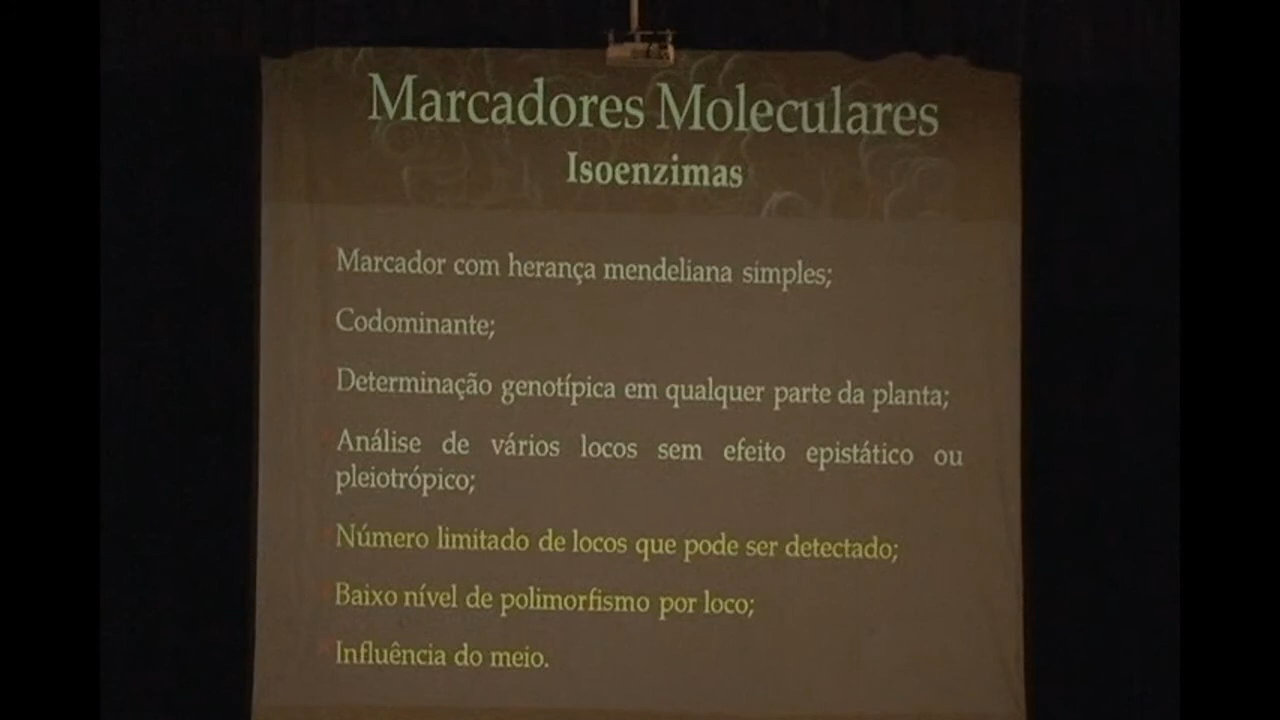 Marcadores Moleculares
Isoenzimas
Marcador com herança mendeliana simples;
Codominante;
Determinação genotípica em qualquer parte da planta;
Análise de vários locos sem efeito epistático ou
pleiotrópico;
Número limitado de locos que pode ser detectado;
Baixo nível de polimorfismo por loco;
Influência do meio.